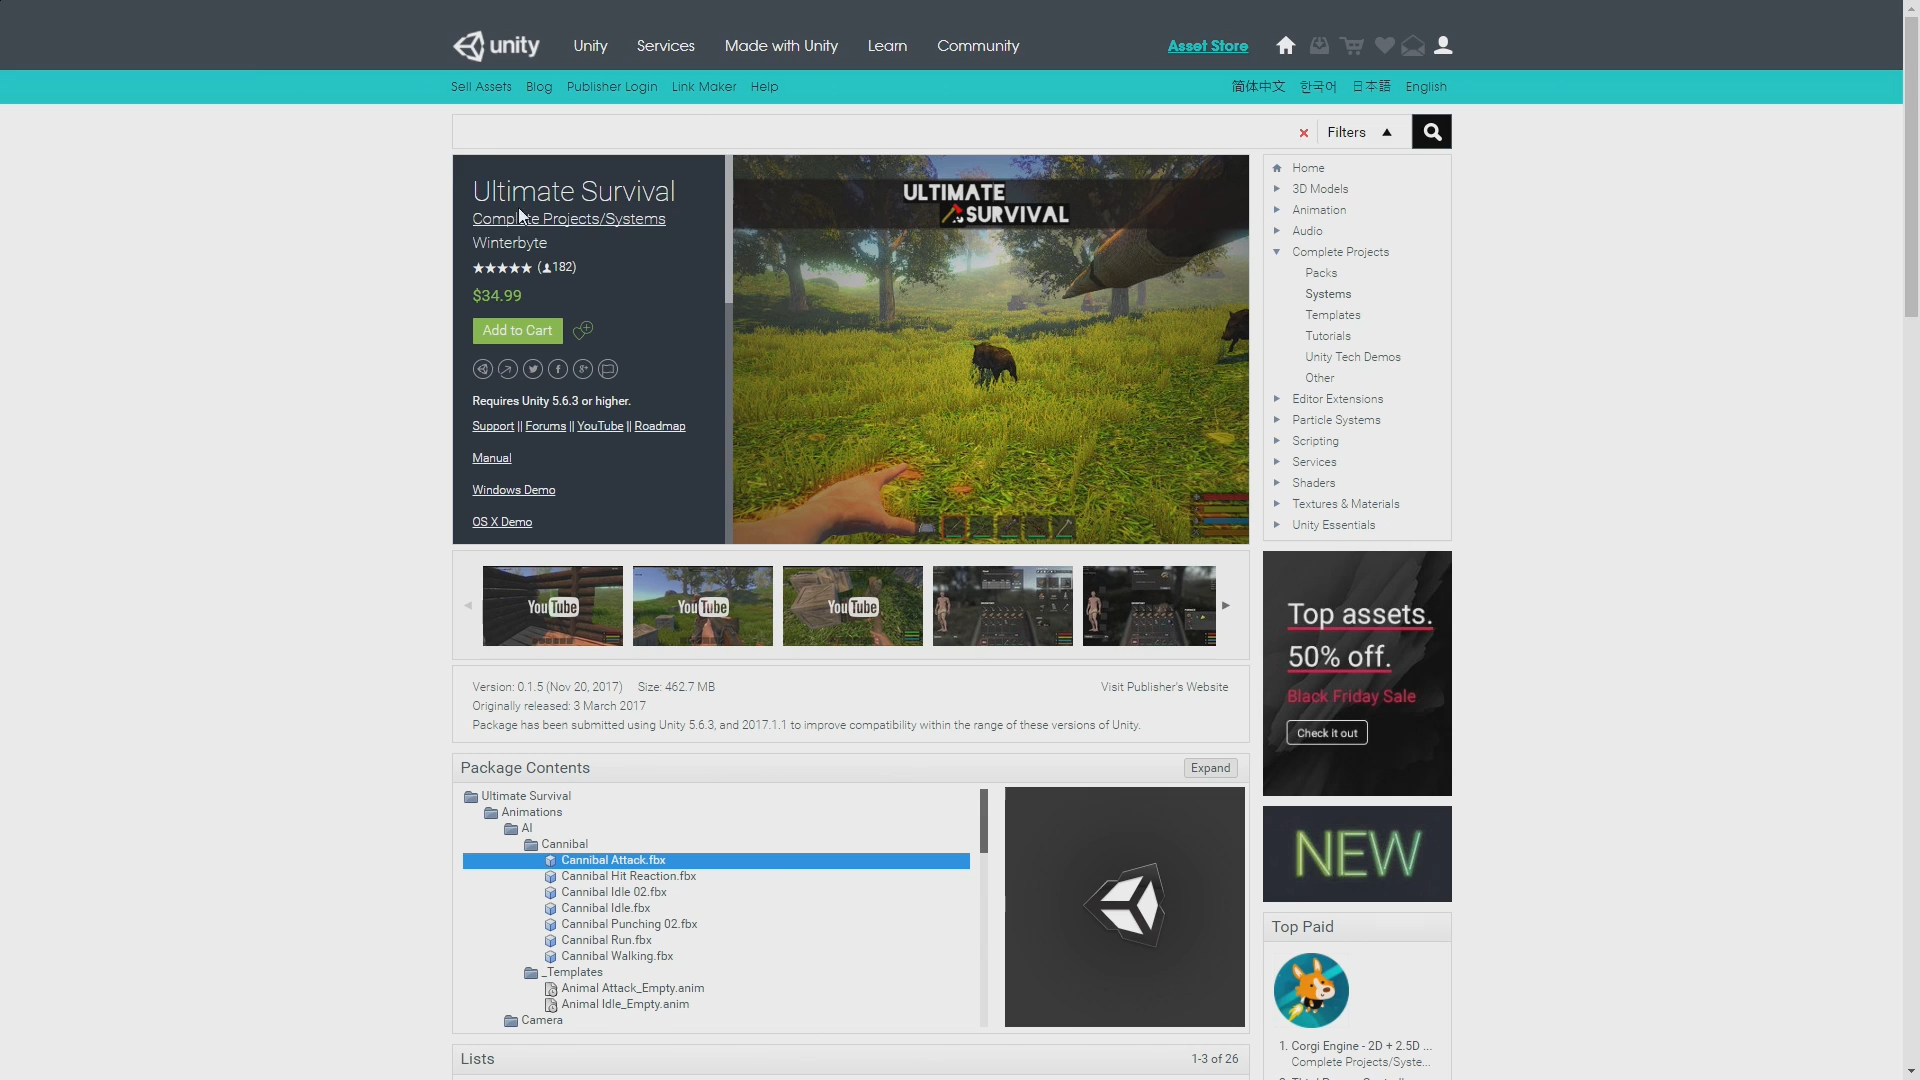 unity
Unity Services Made with Unity Learn Community Asset Store
Sell Assets Blog Publisher Login Link Maker Help 简体中文 한국어 日本語 English
Filters
Ultimate Survival
Complete Projects/Systems
Winterbyte
(182)
$34.99
Add to Cart
Requires Unity 5.6.3 or higher.
Support || Forums || YouTube || Roadmap
Manual
Windows Demo
OS X Demo
ULTIMATE
SURVIVAL
Home
3D Models
Animation
Audio
Complete Projects
Packs
Systems
Templates
Tutorials
Unity Tech Demos
Other
Editor Extensions
Particle Systems
Scripting
Services
Shaders
Textures & Materials
Unity Essentials
YouTube YouTube YouTube
Version: 0.1.5 (Nov 20, 2017) Size: 462.7 MB Visit Publisher's Website
Originally released: 3 March 2017
Package has been submitted using Unity 5.6.3, and 2017.1.1 to improve compatibility within the range of these versions of Unity.
Package Contents Expand
Ultimate Survival
Animations
AI
Cannibal
Cannibal Attack.fbx
Cannibal Hit Reaction.fbx
Cannibal Idle 02.fbx
Cannibal Idle.fbx
Cannibal Punching 02.fbx
Cannibal Run.fbx
Cannibal Walking.fbx
_Templates
Animal Attack_Empty.anim
Animal Idle_Empty.anim
Camera
Lists 1-3 of 26
Top assets.
50% off.
Black Friday Sale
Check it out
NEW
Top Paid
1. Corgi Engine - 2D + 2.5D ...
Complete Projects/Syste...